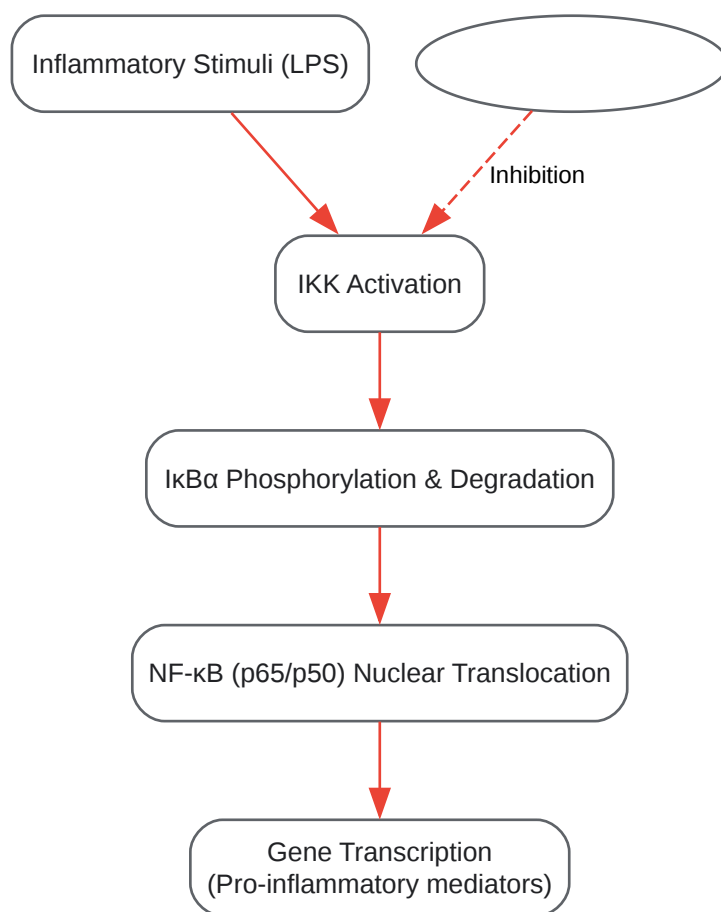 Inflammatory Stimuli (LPS)
Inhibition
IKK Activation
IκBα Phosphorylation & Degradation
NF-κB (p65/p50) Nuclear Translocation
Gene Transcription
(Pro-inflammatory mediators)